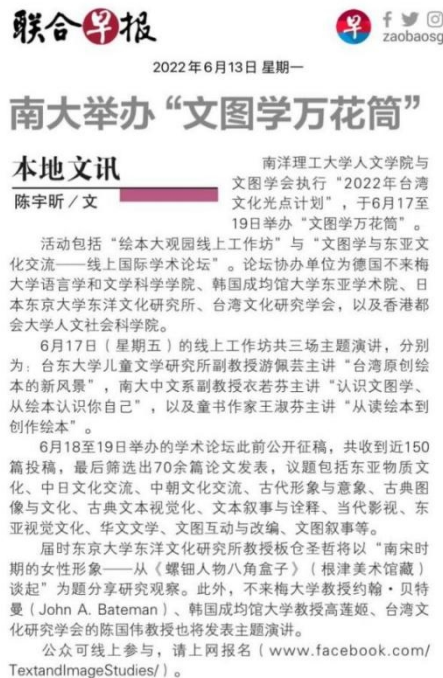 联合早报
zaobaosg
2022年6月13日 星期一
南大举办“文图学万花筒”
本地文讯
陈宇昕／文
南洋理工大学人文学院与
文图学会执行“2022年台湾
文化光点计划”，于6月17至
19日举办“文图学万花筒”。
活动包括“绘本大观园线上工作坊”与“文图学与东亚文
化交流——线上国际学术论坛”。论坛协办单位为德国不来梅
大学语言学和文学科学学院、韩国成均馆大学东亚学术院、日
本东京大学东洋文化研究所、台湾文化研究学会，以及香港都
会大学人文社会科学院。
6月17日（星期五）的线上工作坊共三场主题演讲，分别
为：台东大学儿童文学研究所副教授游佩芸主讲“台湾原创绘
本的新风景”，南大中文系副教授衣若芬主讲“认识文图学、
从绘本认识你自己”，以及童书作家王淑芬主讲“从读绘本到
创作绘本”。
6月18至19日举办的学术论坛此前公开征稿，共收到近150
篇投稿，最后筛选出70余篇论文发表，议题包括东亚物质文
化、中日文化交流、中朝文化交流、古代形象与意象、古典图
像与文化、古典文本视觉化、文本叙事与诠释、当代影视、东
亚视觉文化、华文文学、文图互动与改编、文图叙事等。
届时东京大学东洋文化研究所教授板仓圣哲将以“南宋时
期的女性形象——从《螺钿人物八角盒子》（根津美术馆藏）
谈起”为题分享研究观察。此外，不来梅大学教授约翰·贝特
曼（John A. Bateman）、韩国成均馆大学教授高莲姬、台湾文
化研究学会的陈国伟教授也将发表主题演讲。
公众可线上参与，请上网报名（www.facebook.com/
TextandImageStudies/）。